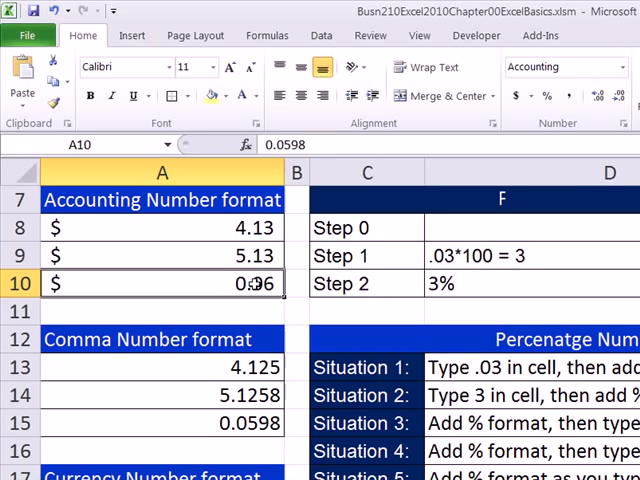 Busn210Excel2010Chapter00ExcelBasics.xlsm - Microsoft
File Home Insert Page Layout Formulas Data Review View Developer Add-Ins
Calibri 11 A A Wrap Text Accounting
Paste B I U A Merge & Center $ % ,
Clipboard Font Alignment Number
A10 fx 0.0598
A B C D
7 Accounting Number format F
8 $ 4.13 Step 0
9 $ 5.13 Step 1 .03*100 = 3
10 $ 0.06 Step 2 3%
11
12 Comma Number format Percenatge Num
13 4.125 Situation 1: Type .03 in cell, then add
14 5.1258 Situation 2: Type 3 in cell, then add %
15 0.0598 Situation 3: Add % format, then type
16 Situation 4: Add % format, then type
17 Currency Number format Situation 5: Add % format as you type